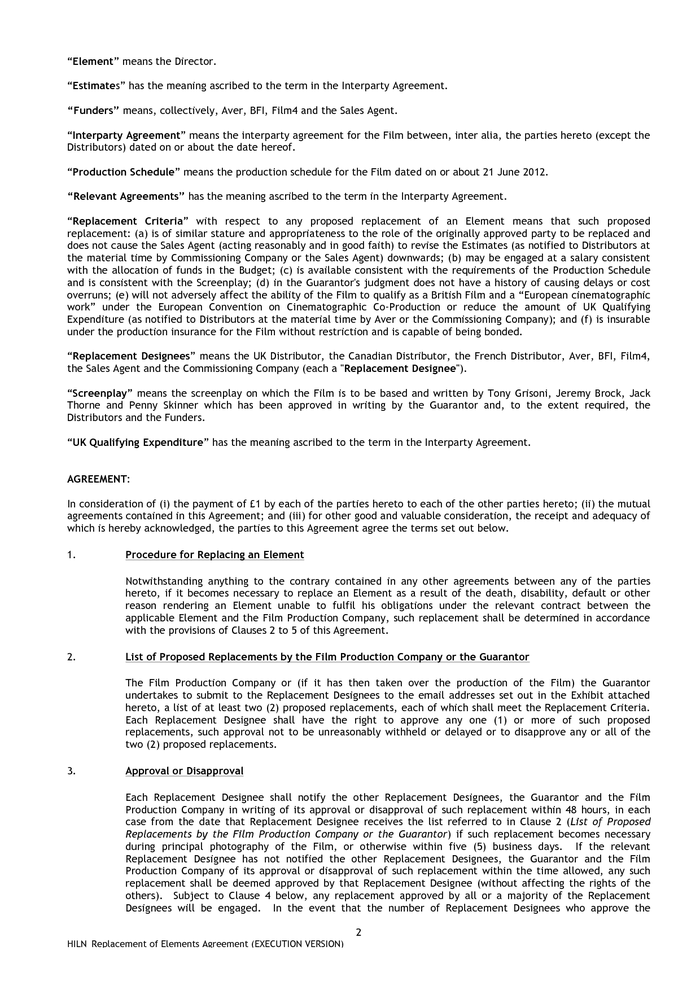 “Element” means the Director.
“Estimates” has the meaning ascribed to the term in the Interparty Agreement.
“Funders” means, collectively, Aver, BFI, Film4 and the Sales Agent.
“Interparty Agreement” means the interparty agreement for the Film between, inter alia, the parties hereto (except the
Distributors) dated on or about the date hereof.
“Production Schedule” means the production schedule for the Film dated on or about 21 June 2012.
“Relevant Agreements” has the meaning ascribed to the term in the Interparty Agreement.
“Replacement Criteria” with respect to any proposed replacement of an Element means that such proposed
replacement: (a) is of similar stature and appropriateness to the role of the originally approved party to be replaced and
does not cause the Sales Agent (acting reasonably and in good faith) to revise the Estimates (as notified to Distributors at
the material time by Commissioning Company or the Sales Agent) downwards; (b) may be engaged at a salary consistent
with the allocation of funds in the Budget; (c) is available consistent with the requirements of the Production Schedule
and is consistent with the Screenplay; (d) in the Guarantor's judgment does not have a history of causing delays or cost
overruns; (e) will not adversely affect the ability of the Film to qualify as a British Film and a “European cinematographic
work” under the European Convention on Cinematographic Co-Production or reduce the amount of UK Qualifying
Expenditure (as notified to Distributors at the material time by Aver or the Commissioning Company); and (f) is insurable
under the production insurance for the Film without restriction and is capable of being bonded.
“Replacement Designees” means the UK Distributor, the Canadian Distributor, the French Distributor, Aver, BFI, Film4,
the Sales Agent and the Commissioning Company (each a "Replacement Designee").
“Screenplay” means the screenplay on which the Film is to be based and written by Tony Grisoni, Jeremy Brock, Jack
Thorne and Penny Skinner which has been approved in writing by the Guarantor and, to the extent required, the
Distributors and the Funders.
“UK Qualifying Expenditure” has the meaning ascribed to the term in the Interparty Agreement.
AGREEMENT:
In consideration of (i) the payment of £1 by each of the parties hereto to each of the other parties hereto; (ii) the mutual
agreements contained in this Agreement; and (iii) for other good and valuable consideration, the receipt and adequacy of
which is hereby acknowledged, the parties to this Agreement agree the terms set out below.
1. Procedure for Replacing an Element
Notwithstanding anything to the contrary contained in any other agreements between any of the parties
hereto, if it becomes necessary to replace an Element as a result of the death, disability, default or other
reason rendering an Element unable to fulfil his obligations under the relevant contract between the
applicable Element and the Film Production Company, such replacement shall be determined in accordance
with the provisions of Clauses 2 to 5 of this Agreement.
2. List of Proposed Replacements by the Film Production Company or the Guarantor
The Film Production Company or (if it has then taken over the production of the Film) the Guarantor
undertakes to submit to the Replacement Designees to the email addresses set out in the Exhibit attached
hereto, a list of at least two (2) proposed replacements, each of which shall meet the Replacement Criteria.
Each Replacement Designee shall have the right to approve any one (1) or more of such proposed
replacements, such approval not to be unreasonably withheld or delayed or to disapprove any or all of the
two (2) proposed replacements.
3. Approval or Disapproval
Each Replacement Designee shall notify the other Replacement Designees, the Guarantor and the Film
Production Company in writing of its approval or disapproval of such replacement within 48 hours, in each
case from the date that Replacement Designee receives the list referred to in Clause 2 (List of Proposed
Replacements by the Film Production Company or the Guarantor) if such replacement becomes necessary
during principal photography of the Film, or otherwise within five (5) business days. If the relevant
Replacement Designee has not notified the other Replacement Designees, the Guarantor and the Film
Production Company of its approval or disapproval of such replacement within the time allowed, any such
replacement shall be deemed approved by that Replacement Designee (without affecting the rights of the
others). Subject to Clause 4 below, any replacement approved by all or a majority of the Replacement
Designees will be engaged. In the event that the number of Replacement Designees who approve the
2
HILN Replacement of Elements Agreement (EXECUTION VERSION)